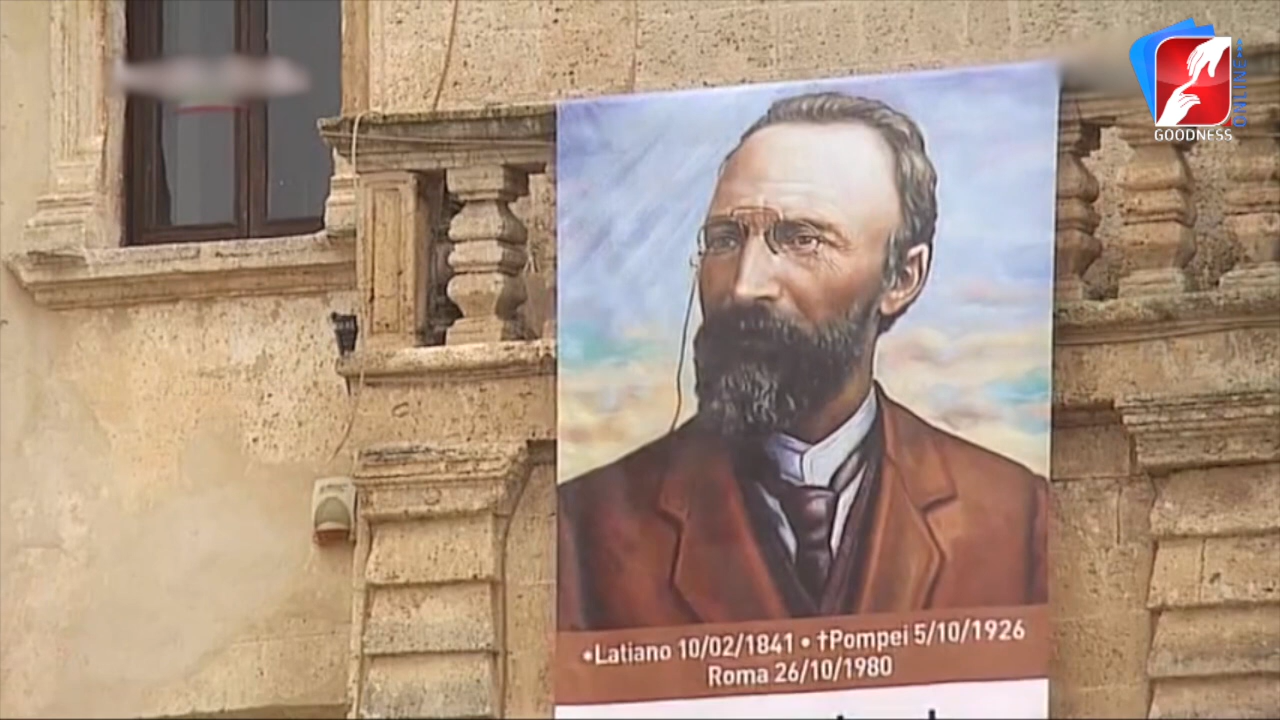 ONLINE
GOODNESS
•Latiano 10/02/1841 • †Pompei 5/10/1926
Roma 26/10/1980